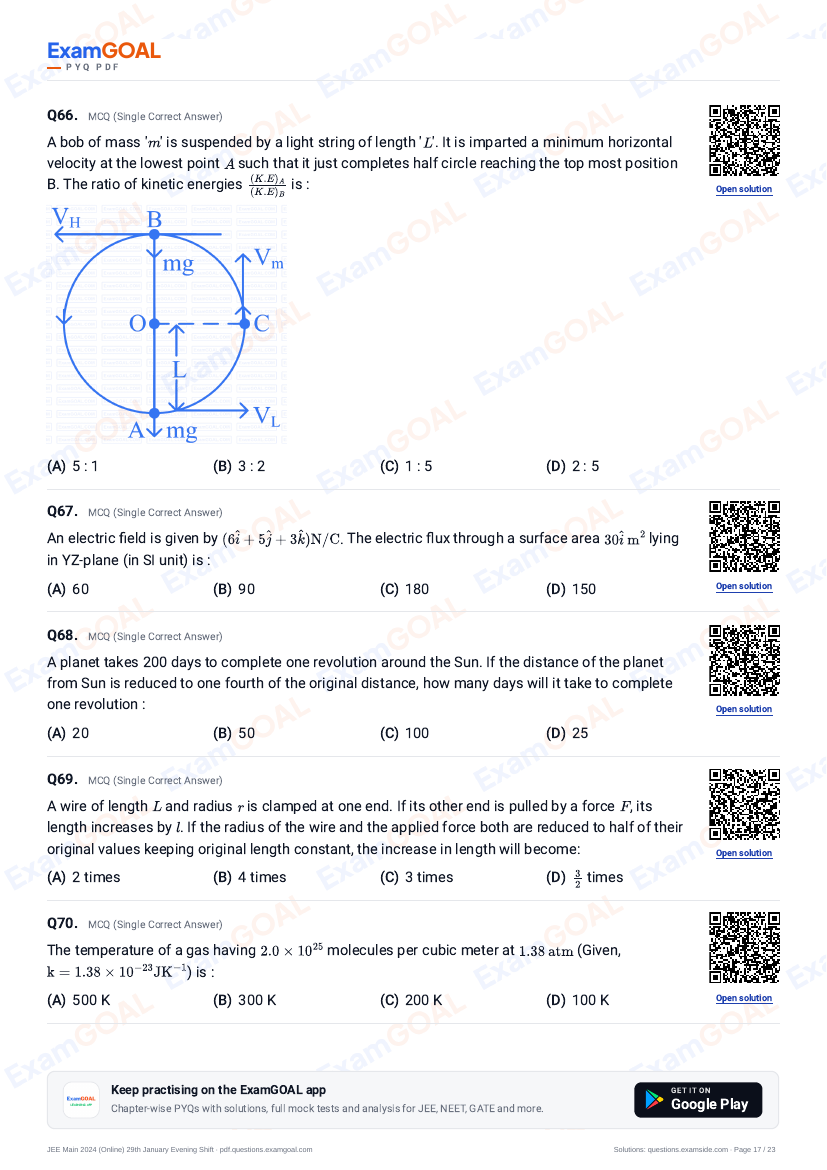 ExamGOAL
PYQ PDF
Q66. MCQ (Single Correct Answer)
A bob of mass 'm' is suspended by a light string of length 'L'. It is imparted a minimum horizontal
velocity at the lowest point A such that it just completes half circle reaching the top most position
B. The ratio of kinetic energies (K.E)_A/(K.E)_B is :
Open solution
V_H B
mg V_m
O C
L
A mg V_L
(A) 5 : 1 (B) 3 : 2 (C) 1 : 5 (D) 2 : 5
Q67. MCQ (Single Correct Answer)
An electric field is given by (6î + 5ĵ + 3k̂)N/C. The electric flux through a surface area 30î m² lying
in YZ-plane (in SI unit) is :
(A) 60 (B) 90 (C) 180 (D) 150
Open solution
Q68. MCQ (Single Correct Answer)
A planet takes 200 days to complete one revolution around the Sun. If the distance of the planet
from Sun is reduced to one fourth of the original distance, how many days will it take to complete
one revolution :
Open solution
(A) 20 (B) 50 (C) 100 (D) 25
Q69. MCQ (Single Correct Answer)
A wire of length L and radius r is clamped at one end. If its other end is pulled by a force F, its
length increases by l. If the radius of the wire and the applied force both are reduced to half of their
original values keeping original length constant, the increase in length will become:
Open solution
(A) 2 times (B) 4 times (C) 3 times (D) 3/2 times
Q70. MCQ (Single Correct Answer)
The temperature of a gas having 2.0 × 10²⁵ molecules per cubic meter at 1.38 atm (Given,
k = 1.38 × 10⁻²³JK⁻¹) is :
(A) 500 K (B) 300 K (C) 200 K (D) 100 K
Open solution
Keep practising on the ExamGOAL app
Chapter-wise PYQs with solutions, full mock tests and analysis for JEE, NEET, GATE and more.
GET IT ON
Google Play
JEE Main 2024 (Online) 29th January Evening Shift · pdf.questions.examgoal.com
Solutions: questions.examside.com · Page 17 / 23